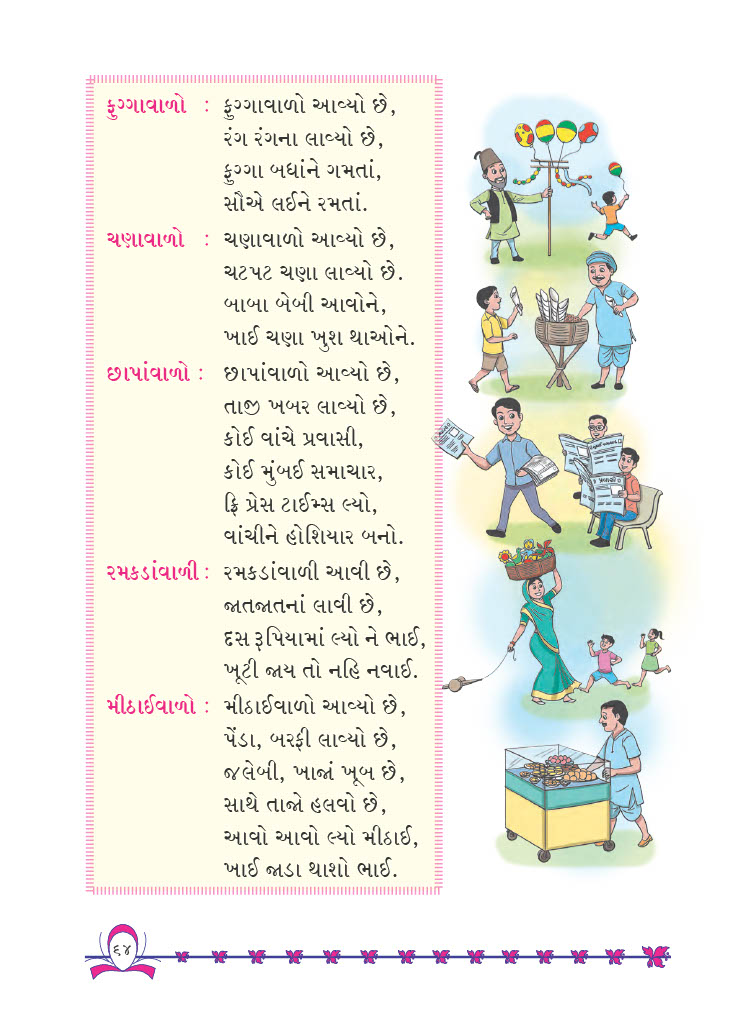 ફુગ્ગાવાળો : ફુગ્ગાવાળો આવ્યો છે,
રંગ રંગના લાવ્યો છે,
ફુગ્ગા બધાંને ગમતાં,
સૌએ લઈને રમતાં.
ચણાવાળો : ચણાવાળો આવ્યો છે,
ચટપટ ચણા લાવ્યો છે.
બાબા બેબી આવોને,
ખાઈ ચણા ખુશ થાઓને.
છાપાંવાળો : છાપાંવાળો આવ્યો છે,
તાજી ખબર લાવ્યો છે,
કોઈ વાંચે પ્રવાસી,
કોઈ મુંબઈ સમાચાર,
ફ્રિ પ્રેસ ટાઈમ્સ લ્યો,
વાંચીને હોશિયાર બનો.
રમકડાંવાળી : રમકડાંવાળી આવી છે,
જાતજાતનાં લાવી છે,
દસ રૂપિયામાં લ્યો ને ભાઈ,
ખૂટી જાય તો નહિ નવાઈ.
મીઠાઈવાળો : મીઠાઈવાળો આવ્યો છે,
પેંડા, બરફી લાવ્યો છે,
જલેબી, ખાજાં ખૂબ છે,
સાથે તાજો હલવો છે,
આવો આવો લ્યો મીઠાઈ,
ખાઈ જાડા થાશો ભાઈ.
૬૪